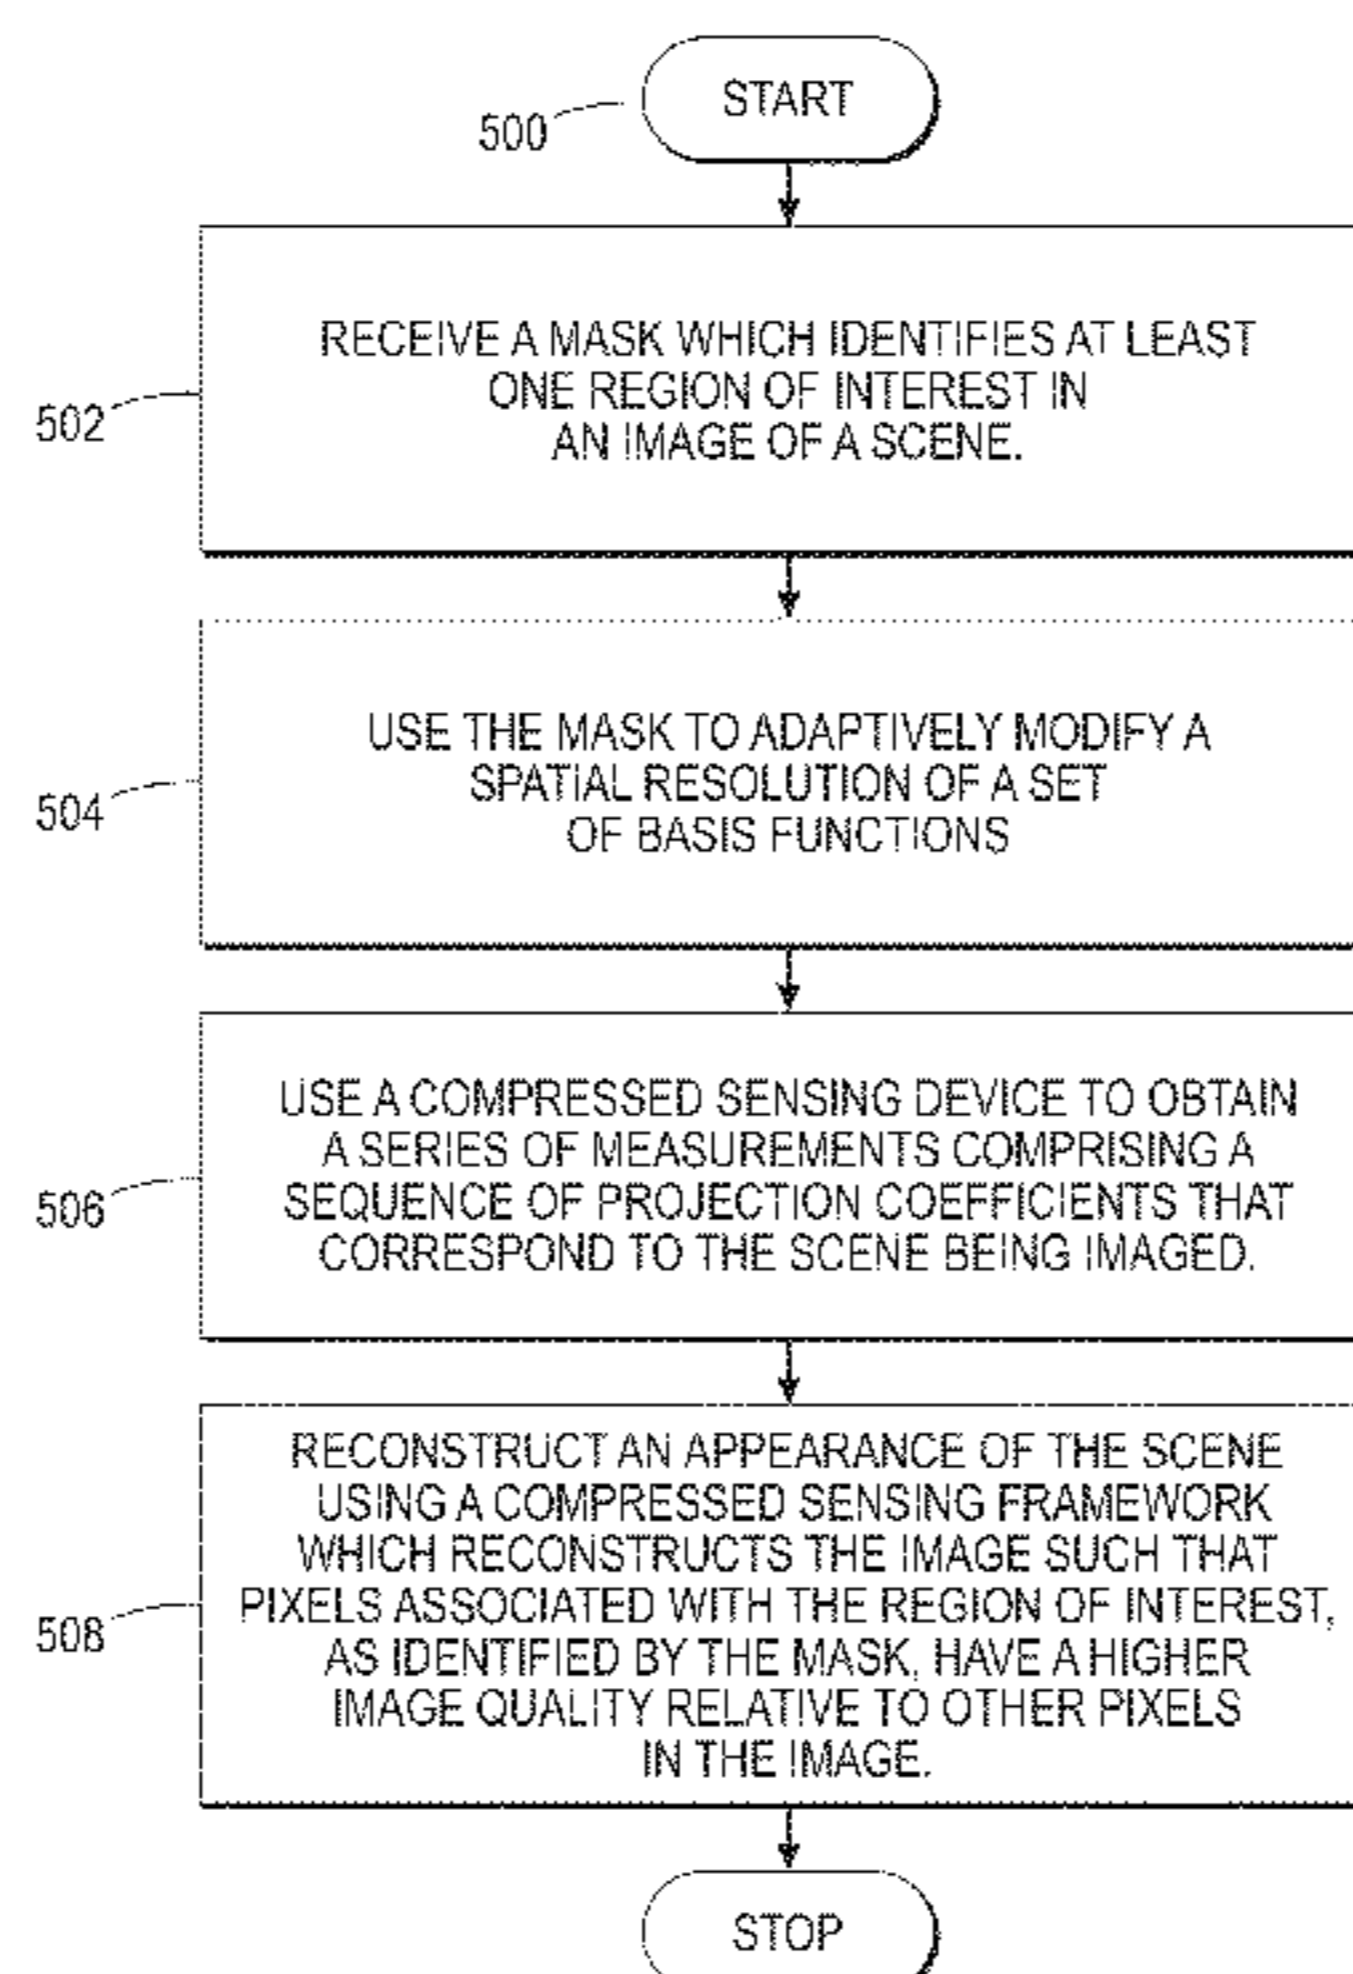 START
500
RECEIVE A MASK WHICH IDENTIFIES AT LEAST
ONE REGION OF INTEREST IN
AN IMAGE OF A SCENE.
502
USE THE MASK TO ADAPTIVELY MODIFY A
SPATIAL RESOLUTION OF A SET
OF BASIS FUNCTIONS
504
USE A COMPRESSED SENSING DEVICE TO OBTAIN
A SERIES OF MEASUREMENTS COMPRISING A
SEQUENCE OF PROJECTION COEFFICIENTS THAT
CORRESPOND TO THE SCENE BEING IMAGED.
506
RECONSTRUCT AN APPEARANCE OF THE SCENE
USING A COMPRESSED SENSING FRAMEWORK
WHICH RECONSTRUCTS THE IMAGE SUCH THAT
PIXELS ASSOCIATED WITH THE REGION OF INTEREST,
AS IDENTIFIED BY THE MASK, HAVE A HIGHER
IMAGE QUALITY RELATIVE TO OTHER PIXELS
IN THE IMAGE.
508
STOP